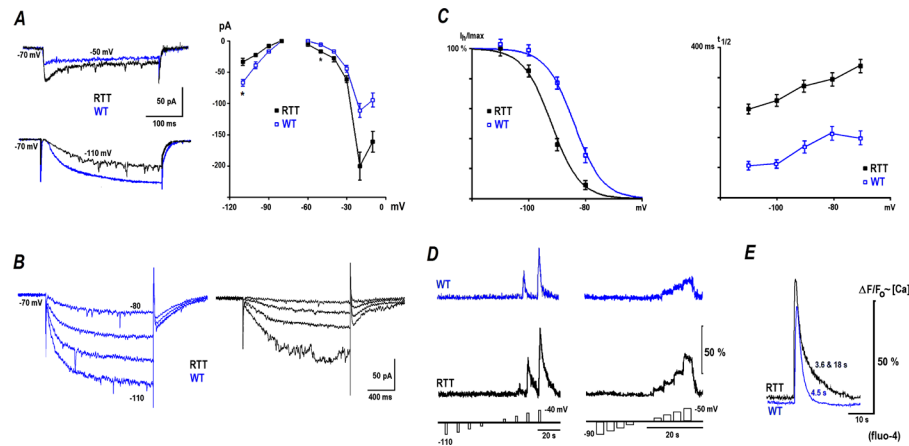 A
pA
-70 mV
-50 mV
RTT
WT
50 pA
100 ms
-70 mV
-110 mV
0
-50
-100
-150
-200
*
*
RTT
WT
-120
-90
-60
-30
0
mV
C
Ih/Imax
100 %
RTT
WT
-100
-80
mV
400 ms
t1/2
RTT
WT
-100
-80
mV
B
-70 mV
-80
-110
RTT
WT
50 pA
400 ms
D
WT
RTT
50 %
-40 mV
-110
20 s
-50 mV
-90
20 s
E
ΔF/Fo~ [Ca]
50 %
3.6 & 18 s
4.5 s
RTT
WT
10 s
(fluo-4)